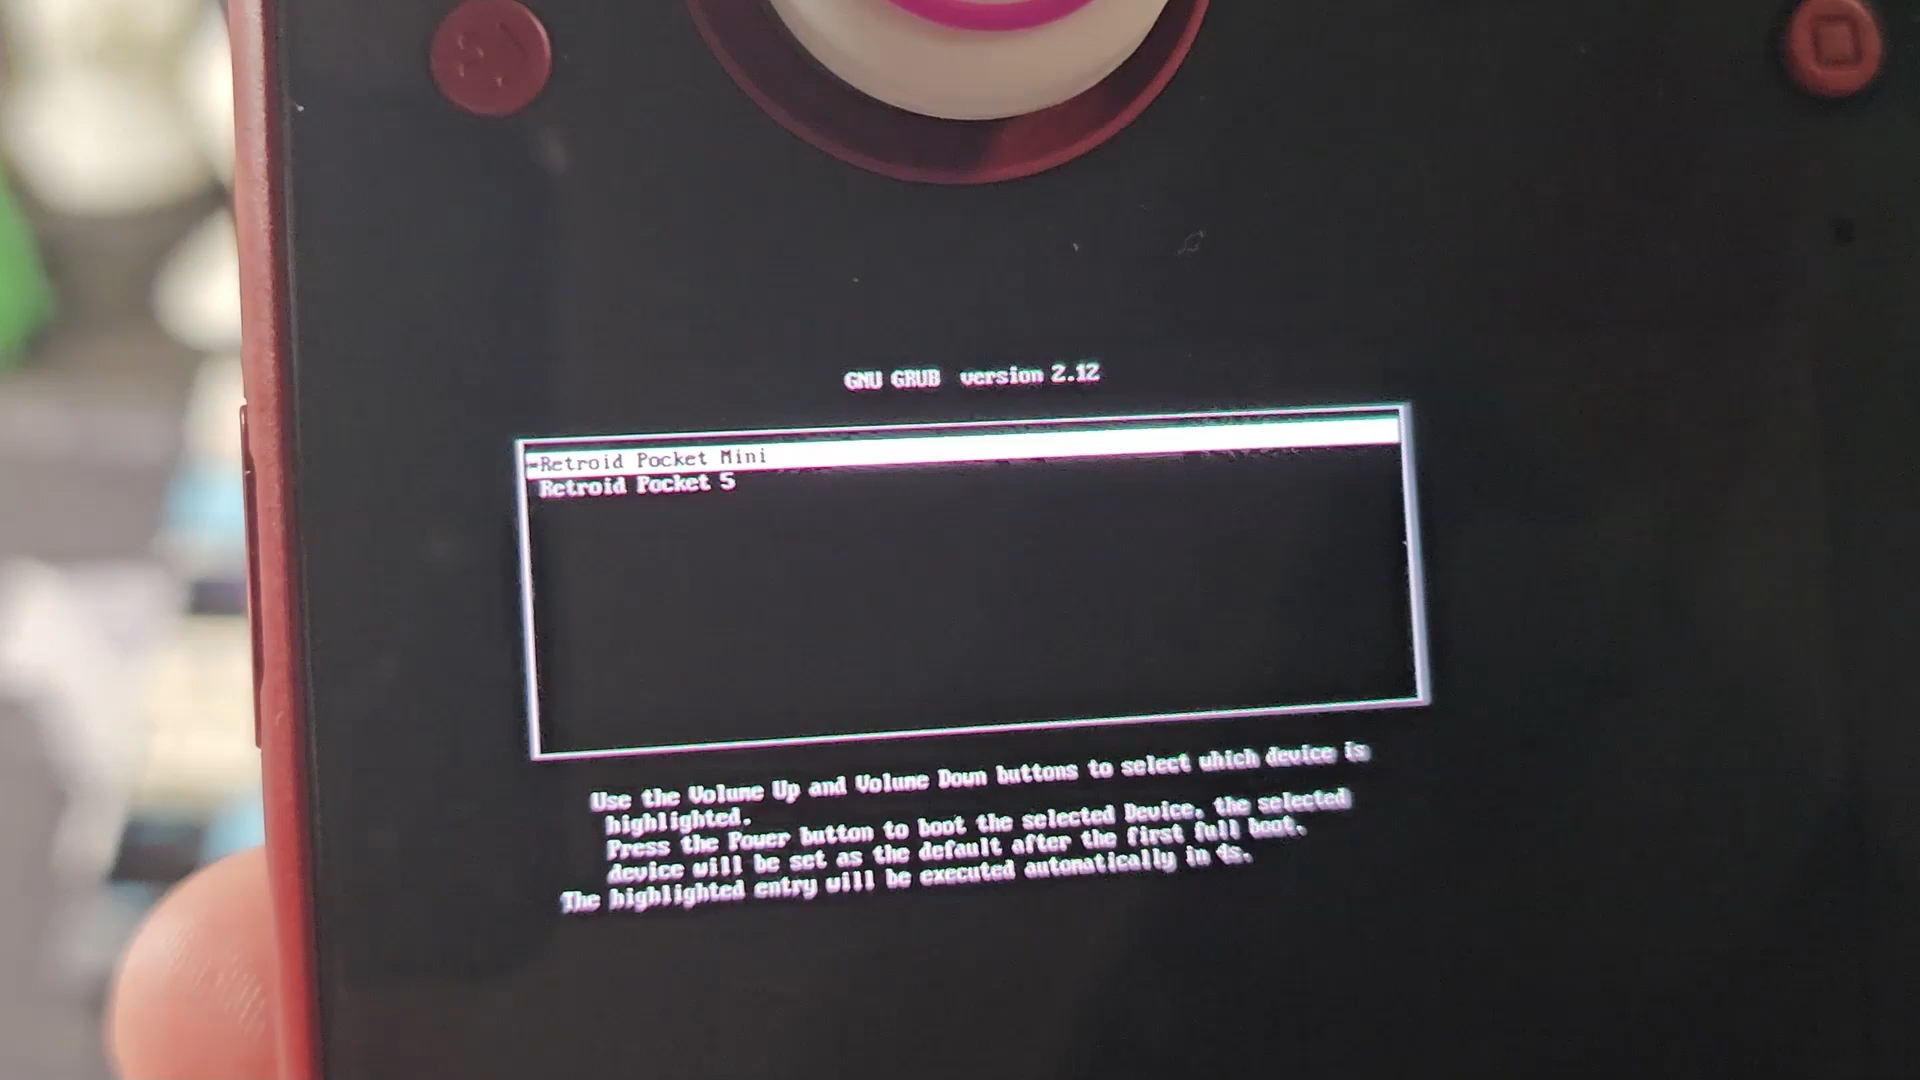 GNU GRUB version 2.12
Retroid Pocket Mini
Retroid Pocket 5
Use the Volume Up and Volume Down buttons to select which device is
highlighted.
Press the Power button to boot the selected Device, the selected
device will be set as the default after the first full boot.
The highlighted entry will be executed automatically in 4s.